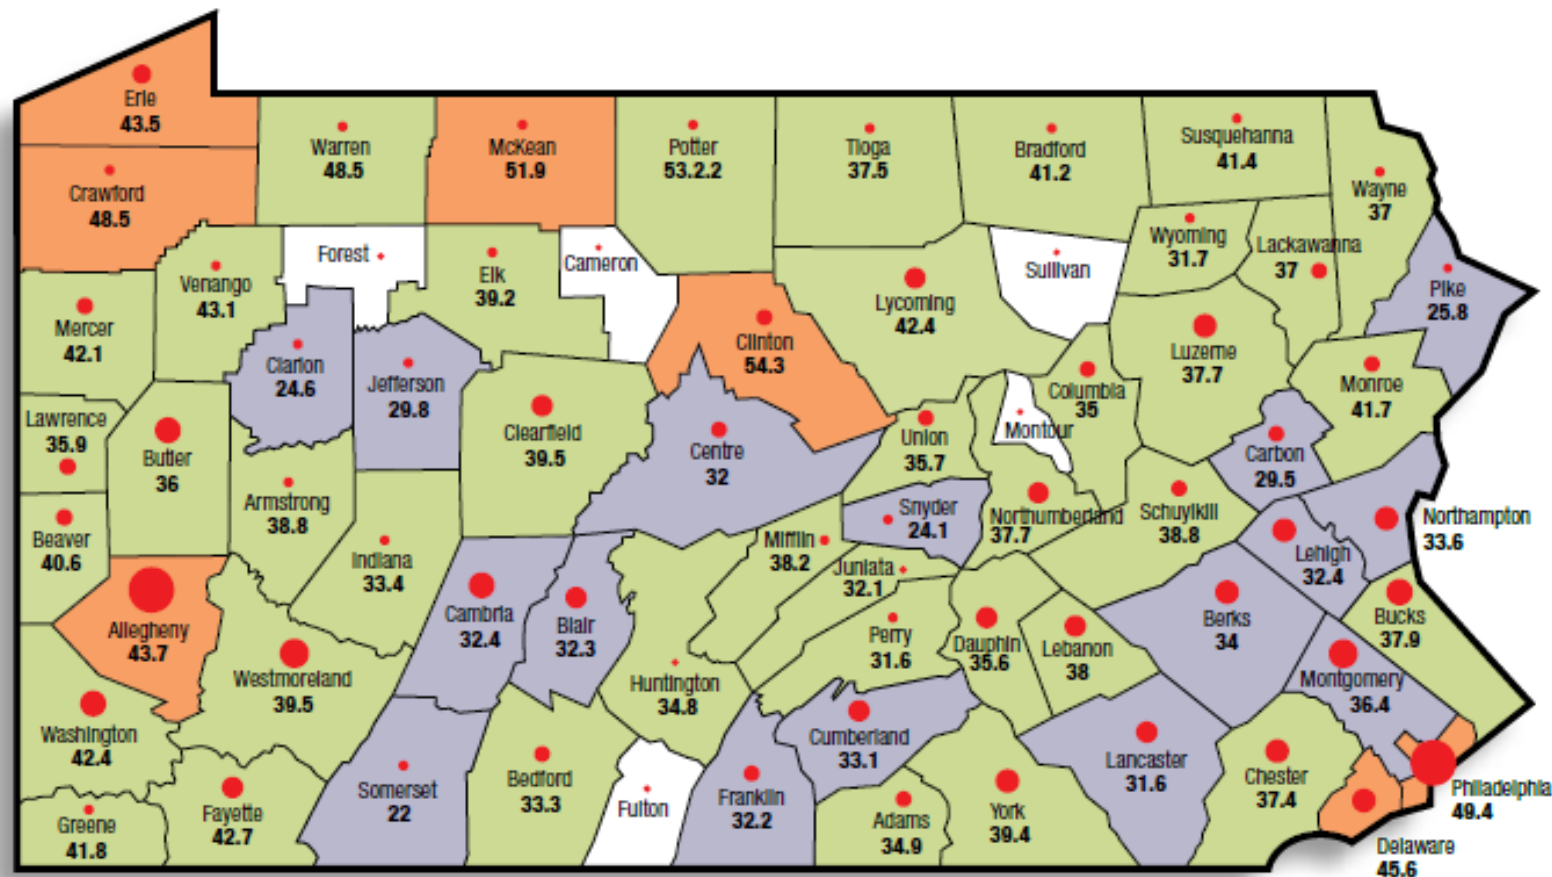 Erie
43.5
Warren
48.5
McKean
51.9
Potter
53.2.2
Tioga
37.5
Bradford
41.2
Susquehanna
41.4
Wayne
37
Crawford
48.5
Venango
43.1
Forest
Elk
39.2
Cameron
Lycoming
42.4
Sullivan
Wyoming
31.7
Lackawanna
37
Pike
25.8
Mercer
42.1
Clarion
24.6
Jefferson
29.8
Clinton
54.3
Luzerne
37.7
Monroe
41.7
Lawrence
35.9
Butler
36
Clearfield
39.5
Centre
32
Union
35.7
Montour
Columbia
35
Carbon
29.5
Armstrong
38.8
Snyder
24.1
Northumberland
37.7
Schuylkill
38.8
Northampton
33.6
Beaver
40.6
Indiana
33.4
Mifflin
38.2
Juniata
32.1
Lehigh
32.4
Allegheny
43.7
Cambria
32.4
Blair
32.3
Perry
31.6
Dauphin
35.6
Lebanon
38
Berks
34
Bucks
37.9
Westmoreland
39.5
Huntington
34.8
Montgomery
36.4
Washington
42.4
Cumberland
33.1
Lancaster
31.6
Chester
37.4
Philadelphia
49.4
Greene
41.8
Fayette
42.7
Somerset
22
Bedford
33.3
Fulton
Franklin
32.2
Adams
34.9
York
39.4
Delaware
45.6